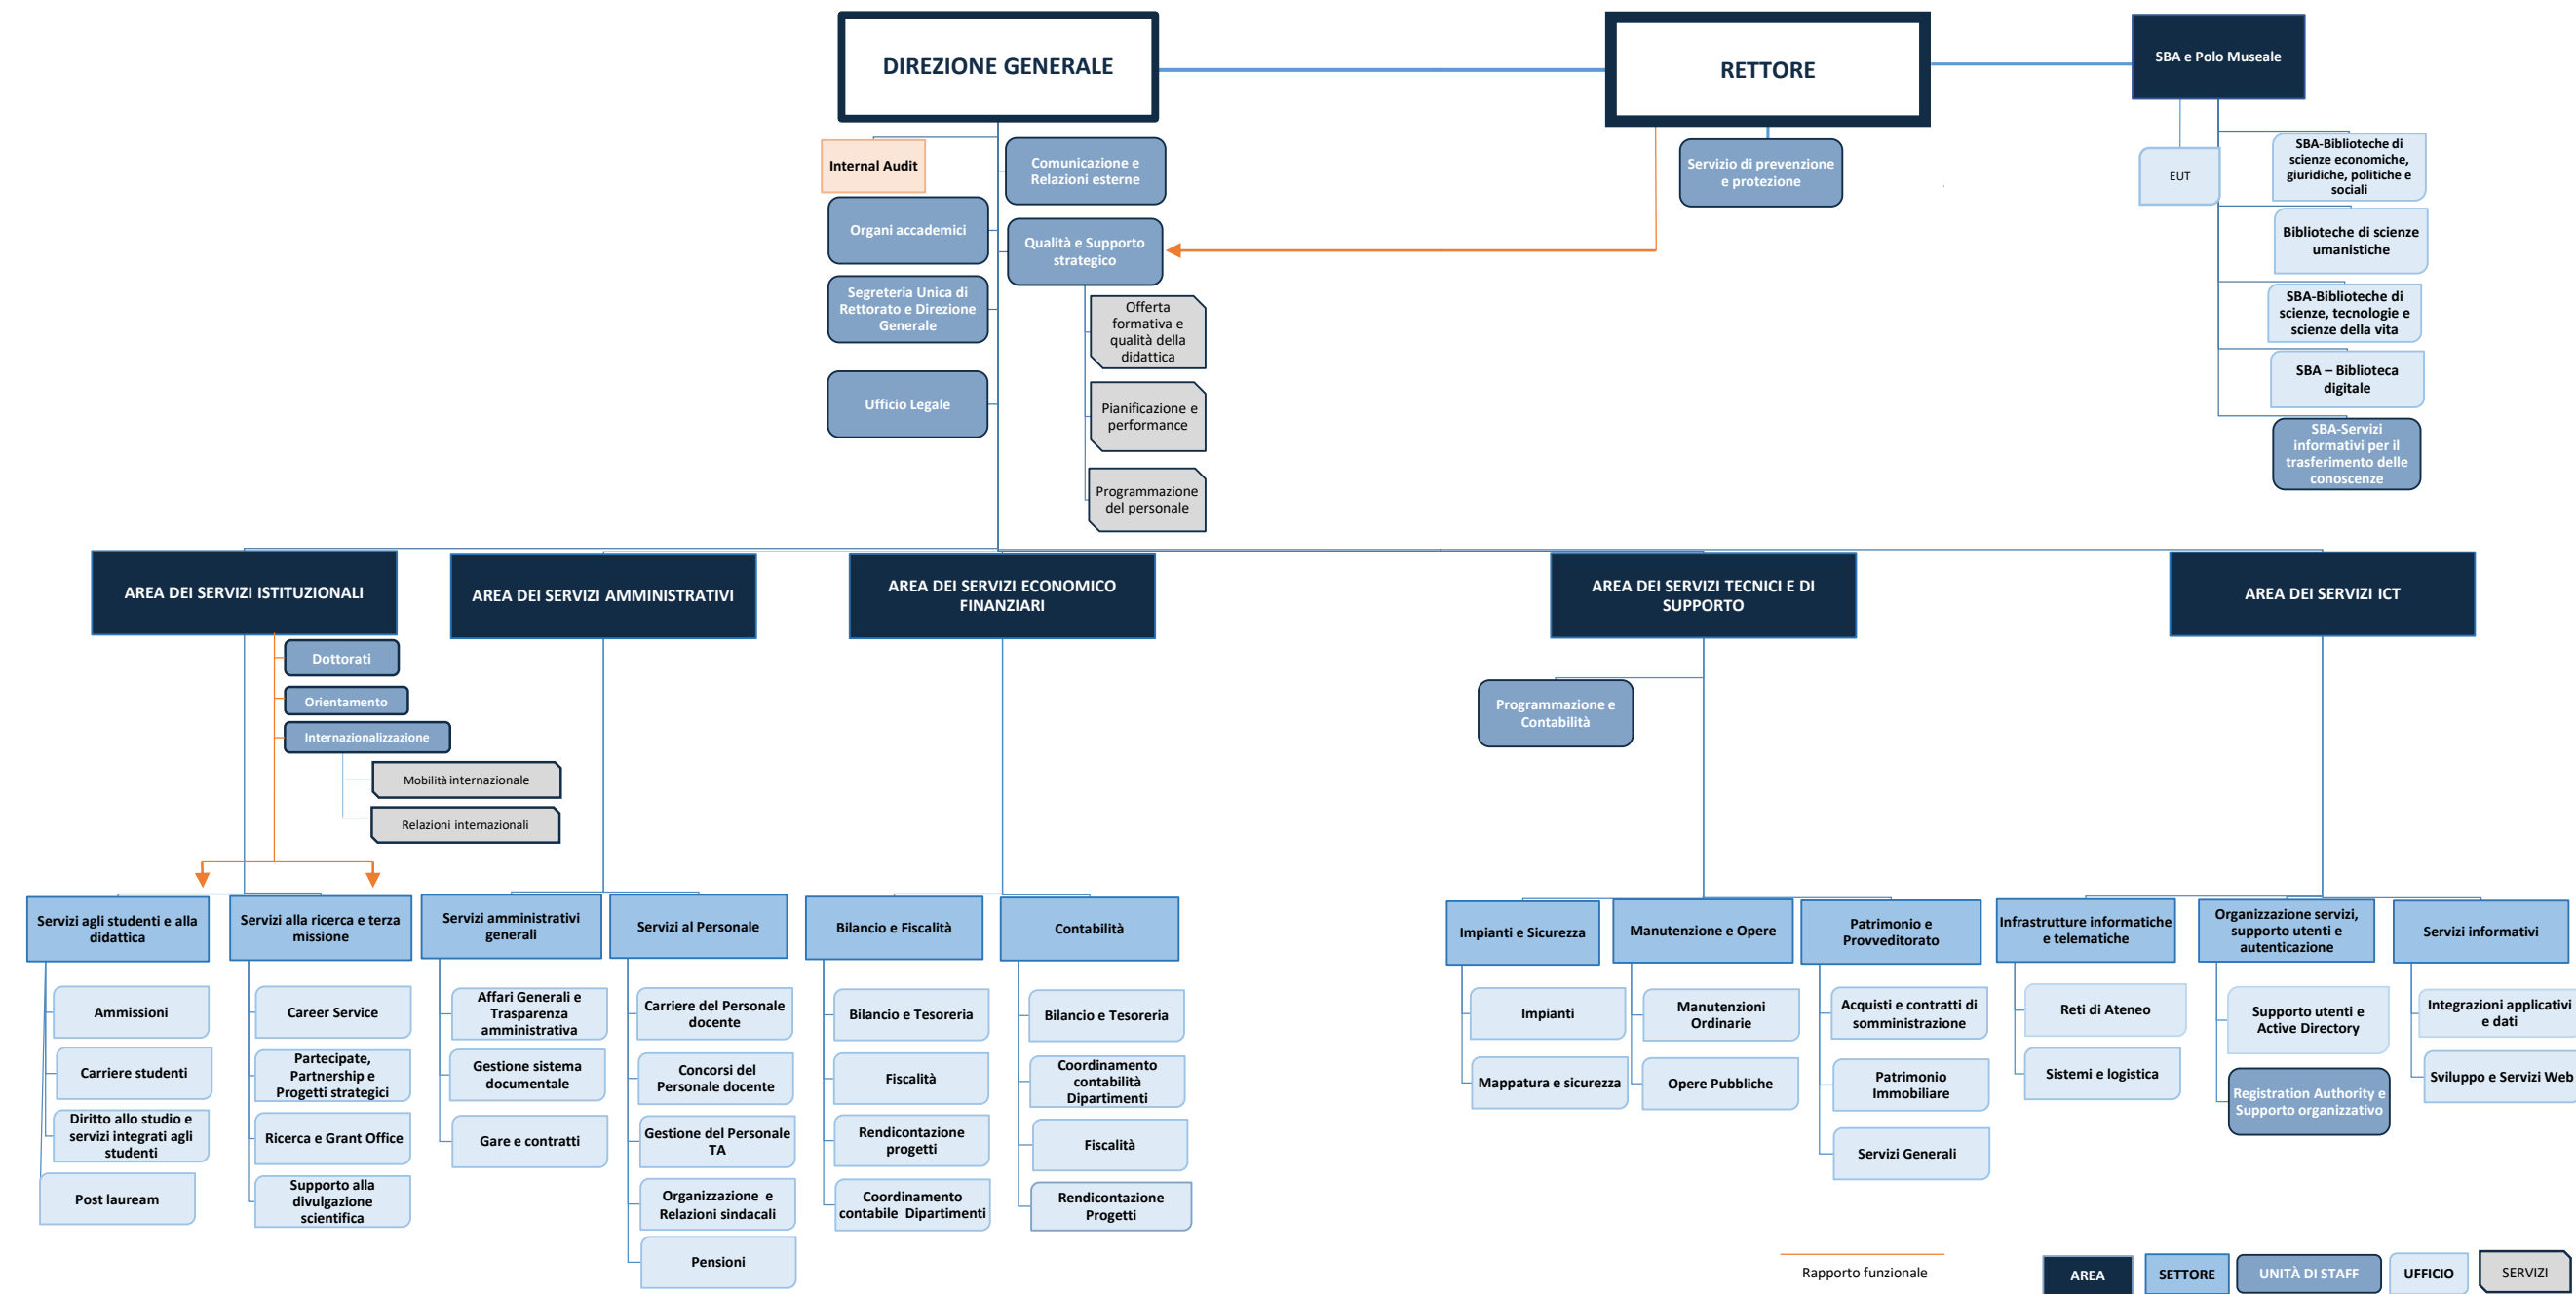 DIREZIONE GENERALE
RETTORE
SBA e Polo Museale
Internal Audit
Comunicazione e
Relazioni esterne
Servizio di prevenzione
e protezione
EUT
SBA-Biblioteche di
scienze economiche,
giuridiche, politiche e
sociali
Organi accademici
Qualità e Supporto
strategico
Biblioteche di scienze
umanistiche
Segreteria Unica di
Rettorato e Direzione
Generale
Offerta
formativa e
qualità della
didattica
SBA-Biblioteche di
scienze, tecnologie e
scienze della vita
Ufficio Legale
Pianificazione e
performance
SBA – Biblioteca
digitale
Programmazione
del personale
SBA-Servizi
informativi per il
trasferimento delle
conoscenze
AREA DEI SERVIZI ISTITUZIONALI
AREA DEI SERVIZI AMMINISTRATIVI
AREA DEI SERVIZI ECONOMICO
FINANZIARI
AREA DEI SERVIZI TECNICI E DI
SUPPORTO
AREA DEI SERVIZI ICT
Dottorati
Orientamento
Internazionalizzazione
Mobilità internazionale
Relazioni internazionali
Programmazione e
Contabilità
Servizi agli studenti e alla
didattica
Ammissioni
Carriere studenti
Diritto allo studio e
servizi integrati agli
studenti
Post lauream
Servizi alla ricerca e terza
missione
Career Service
Partecipate,
Partnership e
Progetti strategici
Ricerca e Grant Office
Supporto alla
divulgazione
scientifica
Servizi amministrativi
generali
Affari Generali e
Trasparenza
amministrativa
Gestione sistema
documentale
Gare e contratti
Servizi al Personale
Carriere del Personale
docente
Concorsi del
Personale docente
Gestione del Personale
TA
Organizzazione e
Relazioni sindacali
Pensioni
Bilancio e Fiscalità
Bilancio e Tesoreria
Fiscalità
Rendicontazione
progetti
Coordinamento
contabile Dipartimenti
Contabilità
Bilancio e Tesoreria
Coordinamento
contabilità
Dipartimenti
Fiscalità
Rendicontazione
Progetti
Impianti e Sicurezza
Impianti
Mappatura e sicurezza
Manutenzione e Opere
Manutenzioni
Ordinarie
Opere Pubbliche
Patrimonio e
Provveditorato
Acquisti e contratti di
somministrazione
Patrimonio
Immobiliare
Servizi Generali
Infrastrutture informatiche
e telematiche
Reti di Ateneo
Sistemi e logistica
Organizzazione servizi,
supporto utenti e
autenticazione
Supporto utenti e
Active Directory
Registration Authority e
Supporto organizzativo
Servizi informativi
Integrazioni applicativi
e dati
Sviluppo e Servizi Web
Rapporto funzionale
AREA
SETTORE
UNITÀ DI STAFF
UFFICIO
SERVIZI